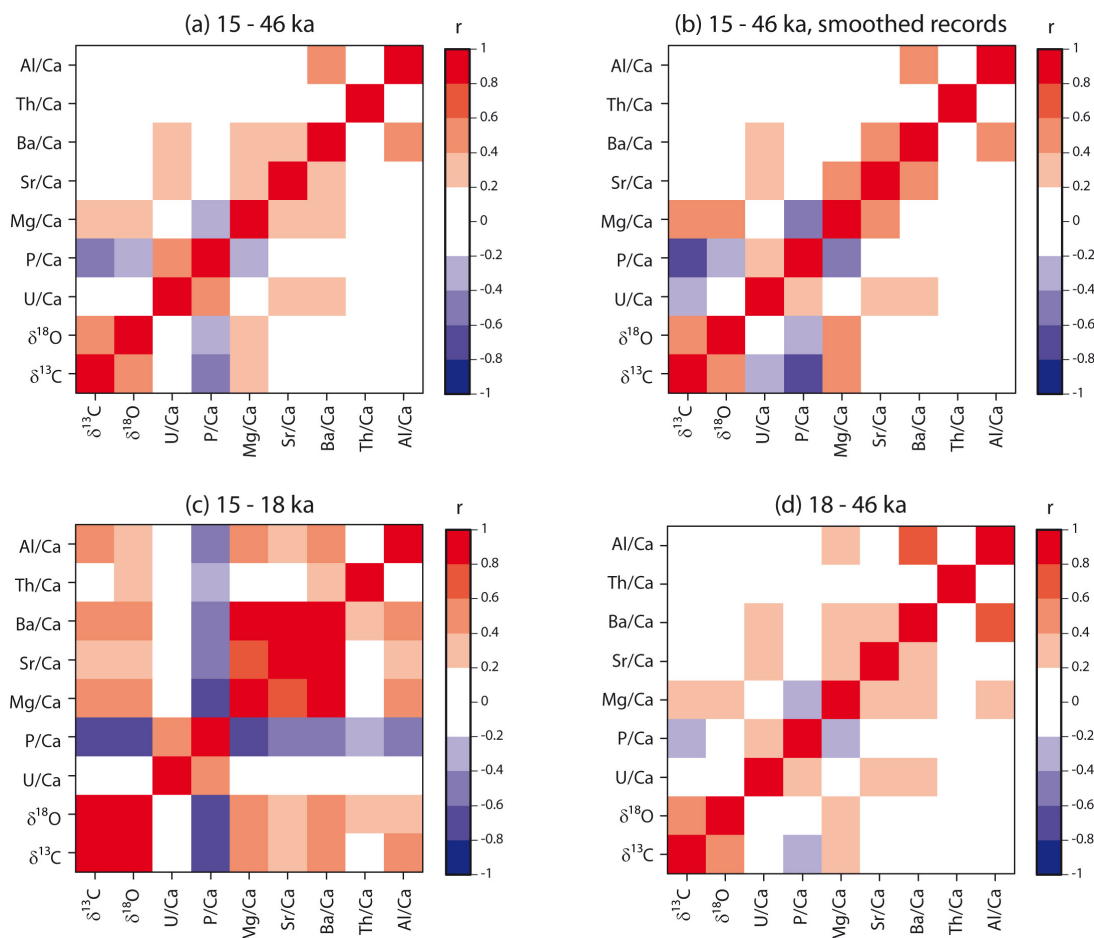 (a) 15 - 46 ka
r
Al/Ca
Th/Ca
Ba/Ca
Sr/Ca
Mg/Ca
P/Ca
U/Ca
δ¹⁸O
δ¹³C
δ¹³C
δ¹⁸O
U/Ca
P/Ca
Mg/Ca
Sr/Ca
Ba/Ca
Th/Ca
Al/Ca
1
0.8
0.6
0.4
0.2
0
-0.2
-0.4
-0.6
-0.8
-1
(b) 15 - 46 ka, smoothed records
r
Al/Ca
Th/Ca
Ba/Ca
Sr/Ca
Mg/Ca
P/Ca
U/Ca
δ¹⁸O
δ¹³C
δ¹³C
δ¹⁸O
U/Ca
P/Ca
Mg/Ca
Sr/Ca
Ba/Ca
Th/Ca
Al/Ca
1
0.8
0.6
0.4
0.2
0
-0.2
-0.4
-0.6
-0.8
-1
(c) 15 - 18 ka
r
Al/Ca
Th/Ca
Ba/Ca
Sr/Ca
Mg/Ca
P/Ca
U/Ca
δ¹⁸O
δ¹³C
δ¹³C
δ¹⁸O
U/Ca
P/Ca
Mg/Ca
Sr/Ca
Ba/Ca
Th/Ca
Al/Ca
1
0.8
0.6
0.4
0.2
0
-0.2
-0.4
-0.6
-0.8
-1
(d) 18 - 46 ka
r
Al/Ca
Th/Ca
Ba/Ca
Sr/Ca
Mg/Ca
P/Ca
U/Ca
δ¹⁸O
δ¹³C
δ¹³C
δ¹⁸O
U/Ca
P/Ca
Mg/Ca
Sr/Ca
Ba/Ca
Th/Ca
Al/Ca
1
0.8
0.6
0.4
0.2
0
-0.2
-0.4
-0.6
-0.8
-1